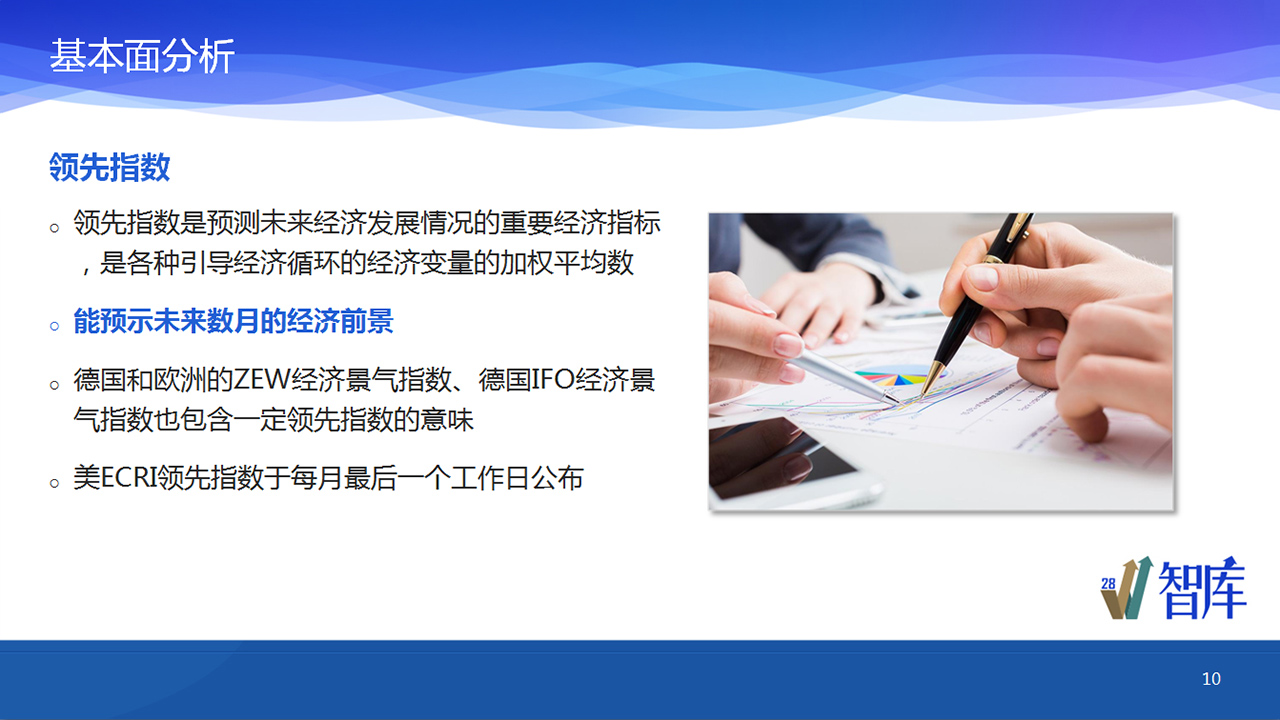 基本面分析
领先指数
。领先指数是预测未来经济发展情况的重要经济指标
，是各种引导经济循环的经济变量的加权平均数
。能预示未来数月的经济前景
。德国和欧洲的ZEW经济景气指数、德国IFO经济景
气指数也包含一定领先指数的意味
。美ECRI领先指数于每月最后一个工作日公布
28 智库
10